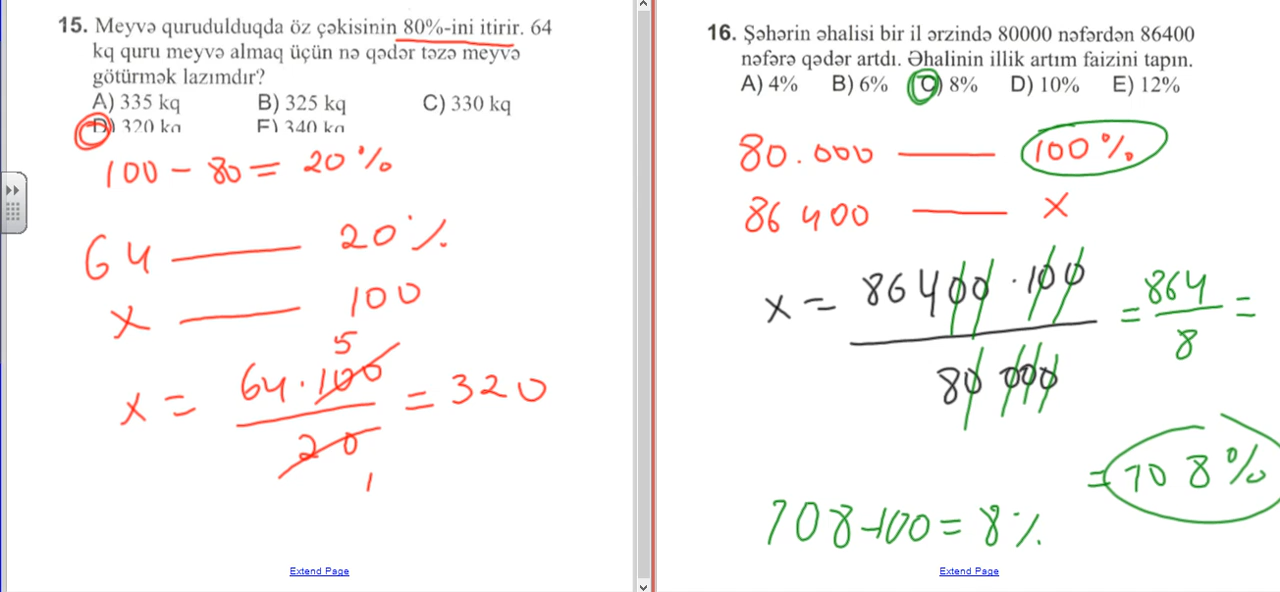 15. Meyvə qurudulduqda öz çəkisinin 80%-ini itirir. 64
kq quru meyvə almaq üçün nə qədər təzə meyvə
götürmək lazımdır?
A) 335 kq B) 325 kq C) 330 kq
D) 320 kq E) 340 kq
100 - 80 = 20%
64 — 20%
x — 100
5
x = 64 · 100 / 20 = 320
1
Extend Page
16. Şəhərin əhalisi bir il ərzində 80000 nəfərdən 86400
nəfərə qədər artdı. Əhalinin illik artım faizini tapın.
A) 4% B) 6% C) 8% D) 10% E) 12%
80.000 — 100%
86 400 — x
x = 86400 · 100 / 80 000 = 864 / 8 =
= 108%
108-100 = 8%
Extend Page